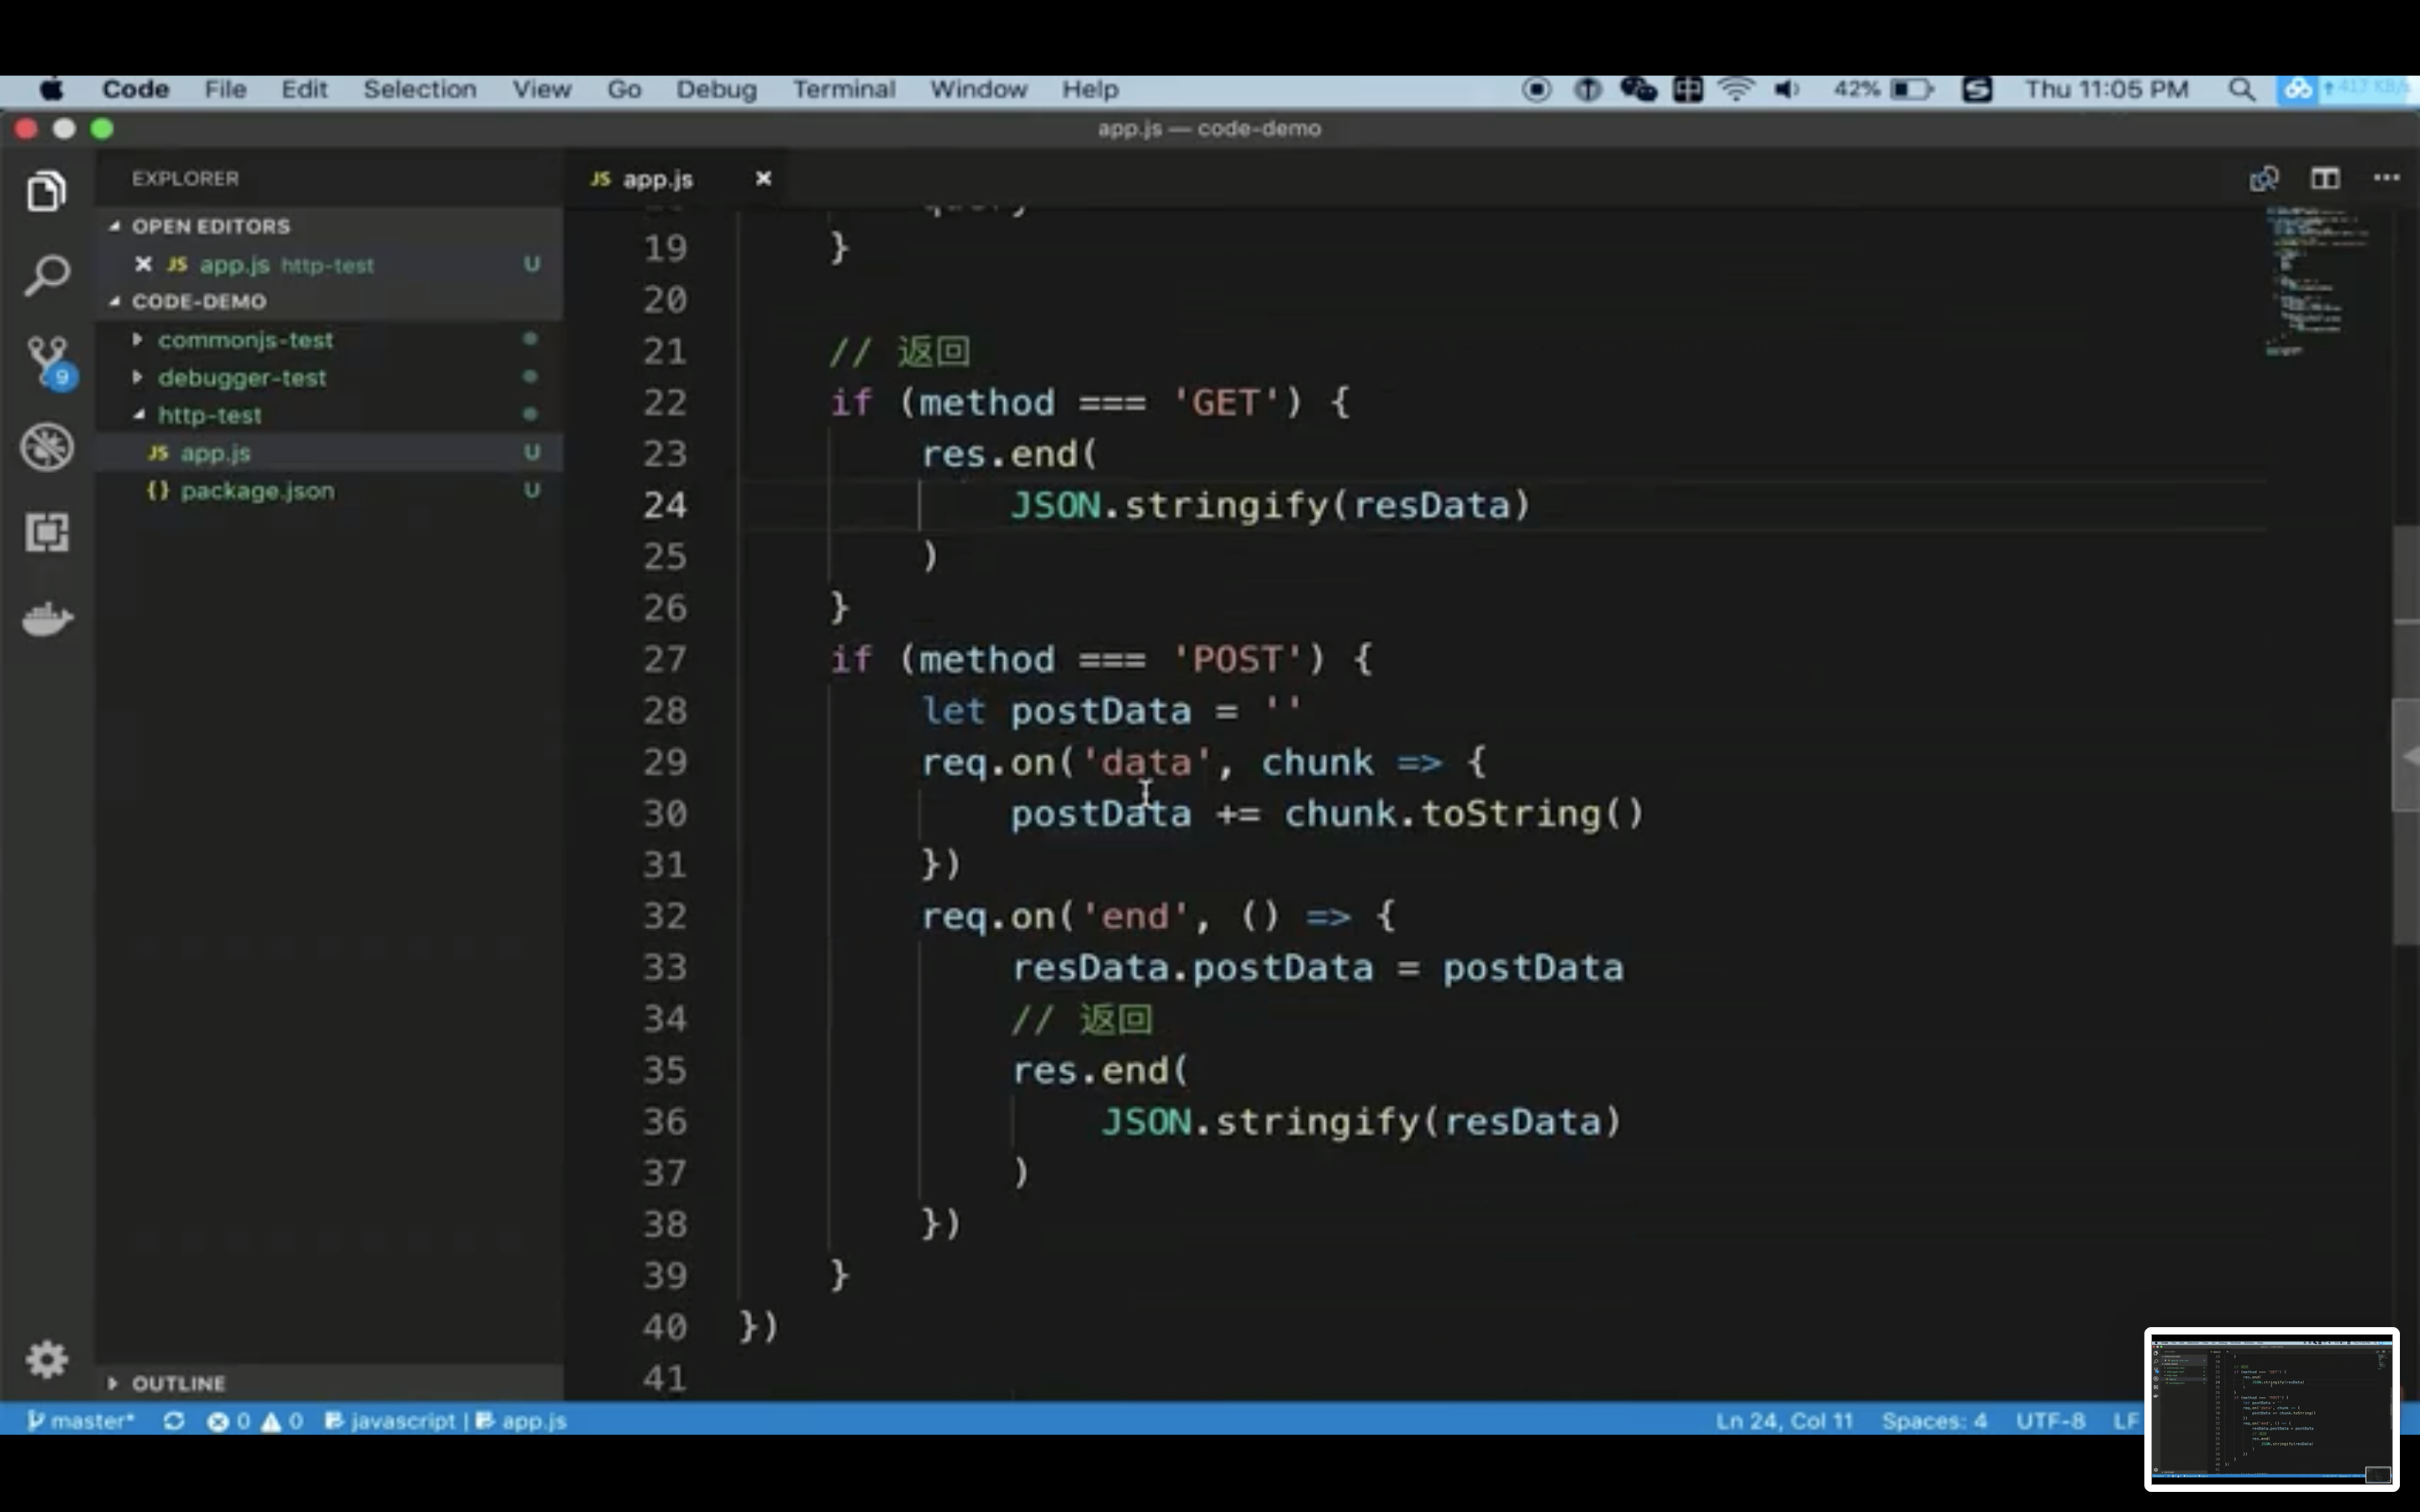 Code File Edit Selection View Go Debug Terminal Window Help 中 42% Thu 11:05 PM
app.js — code-demo
EXPLORER
OPEN EDITORS
JS app.js http-test U
CODE-DEMO
commonjs-test
debugger-test
http-test
JS app.js U
{} package.json U
9
OUTLINE
JS app.js
19 }
20
21 // 返回
22 if (method === 'GET') {
23 res.end(
24 JSON.stringify(resData)
25 )
26 }
27 if (method === 'POST') {
28 let postData = ''
29 req.on('data', chunk => {
30 postData += chunk.toString()
31 })
32 req.on('end', () => {
33 resData.postData = postData
34 // 返回
35 res.end(
36 JSON.stringify(resData)
37 )
38 })
39 }
40 })
41
master* 0 0 javascript | app.js Ln 24, Col 11 Spaces: 4 UTF-8 LF